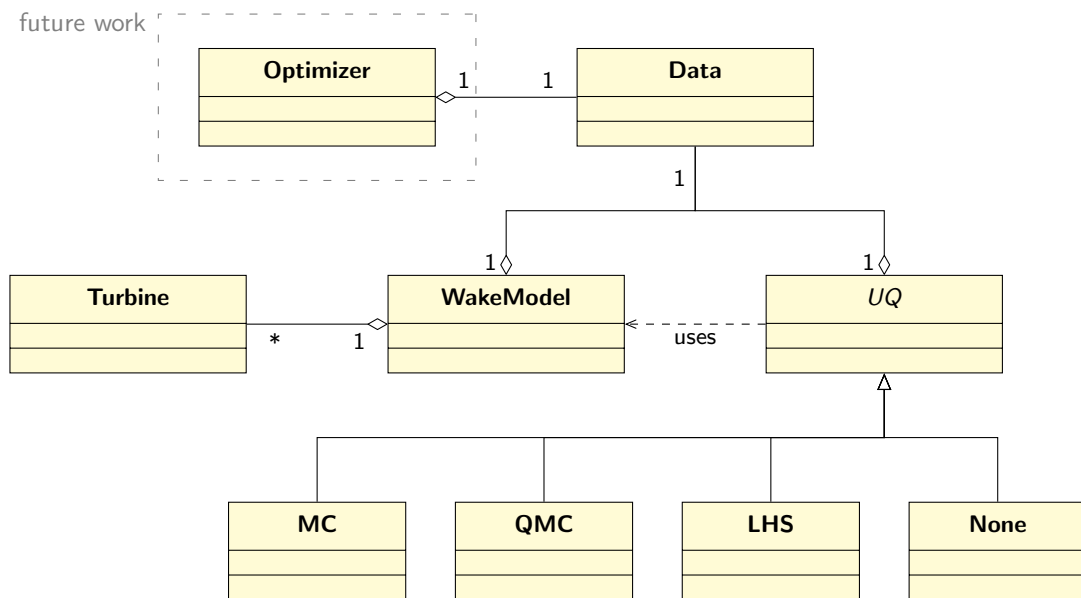 future work
Optimizer
Data
1
1
1
1
1
Turbine
WakeModel
UQ
*
1
uses
MC
QMC
LHS
None